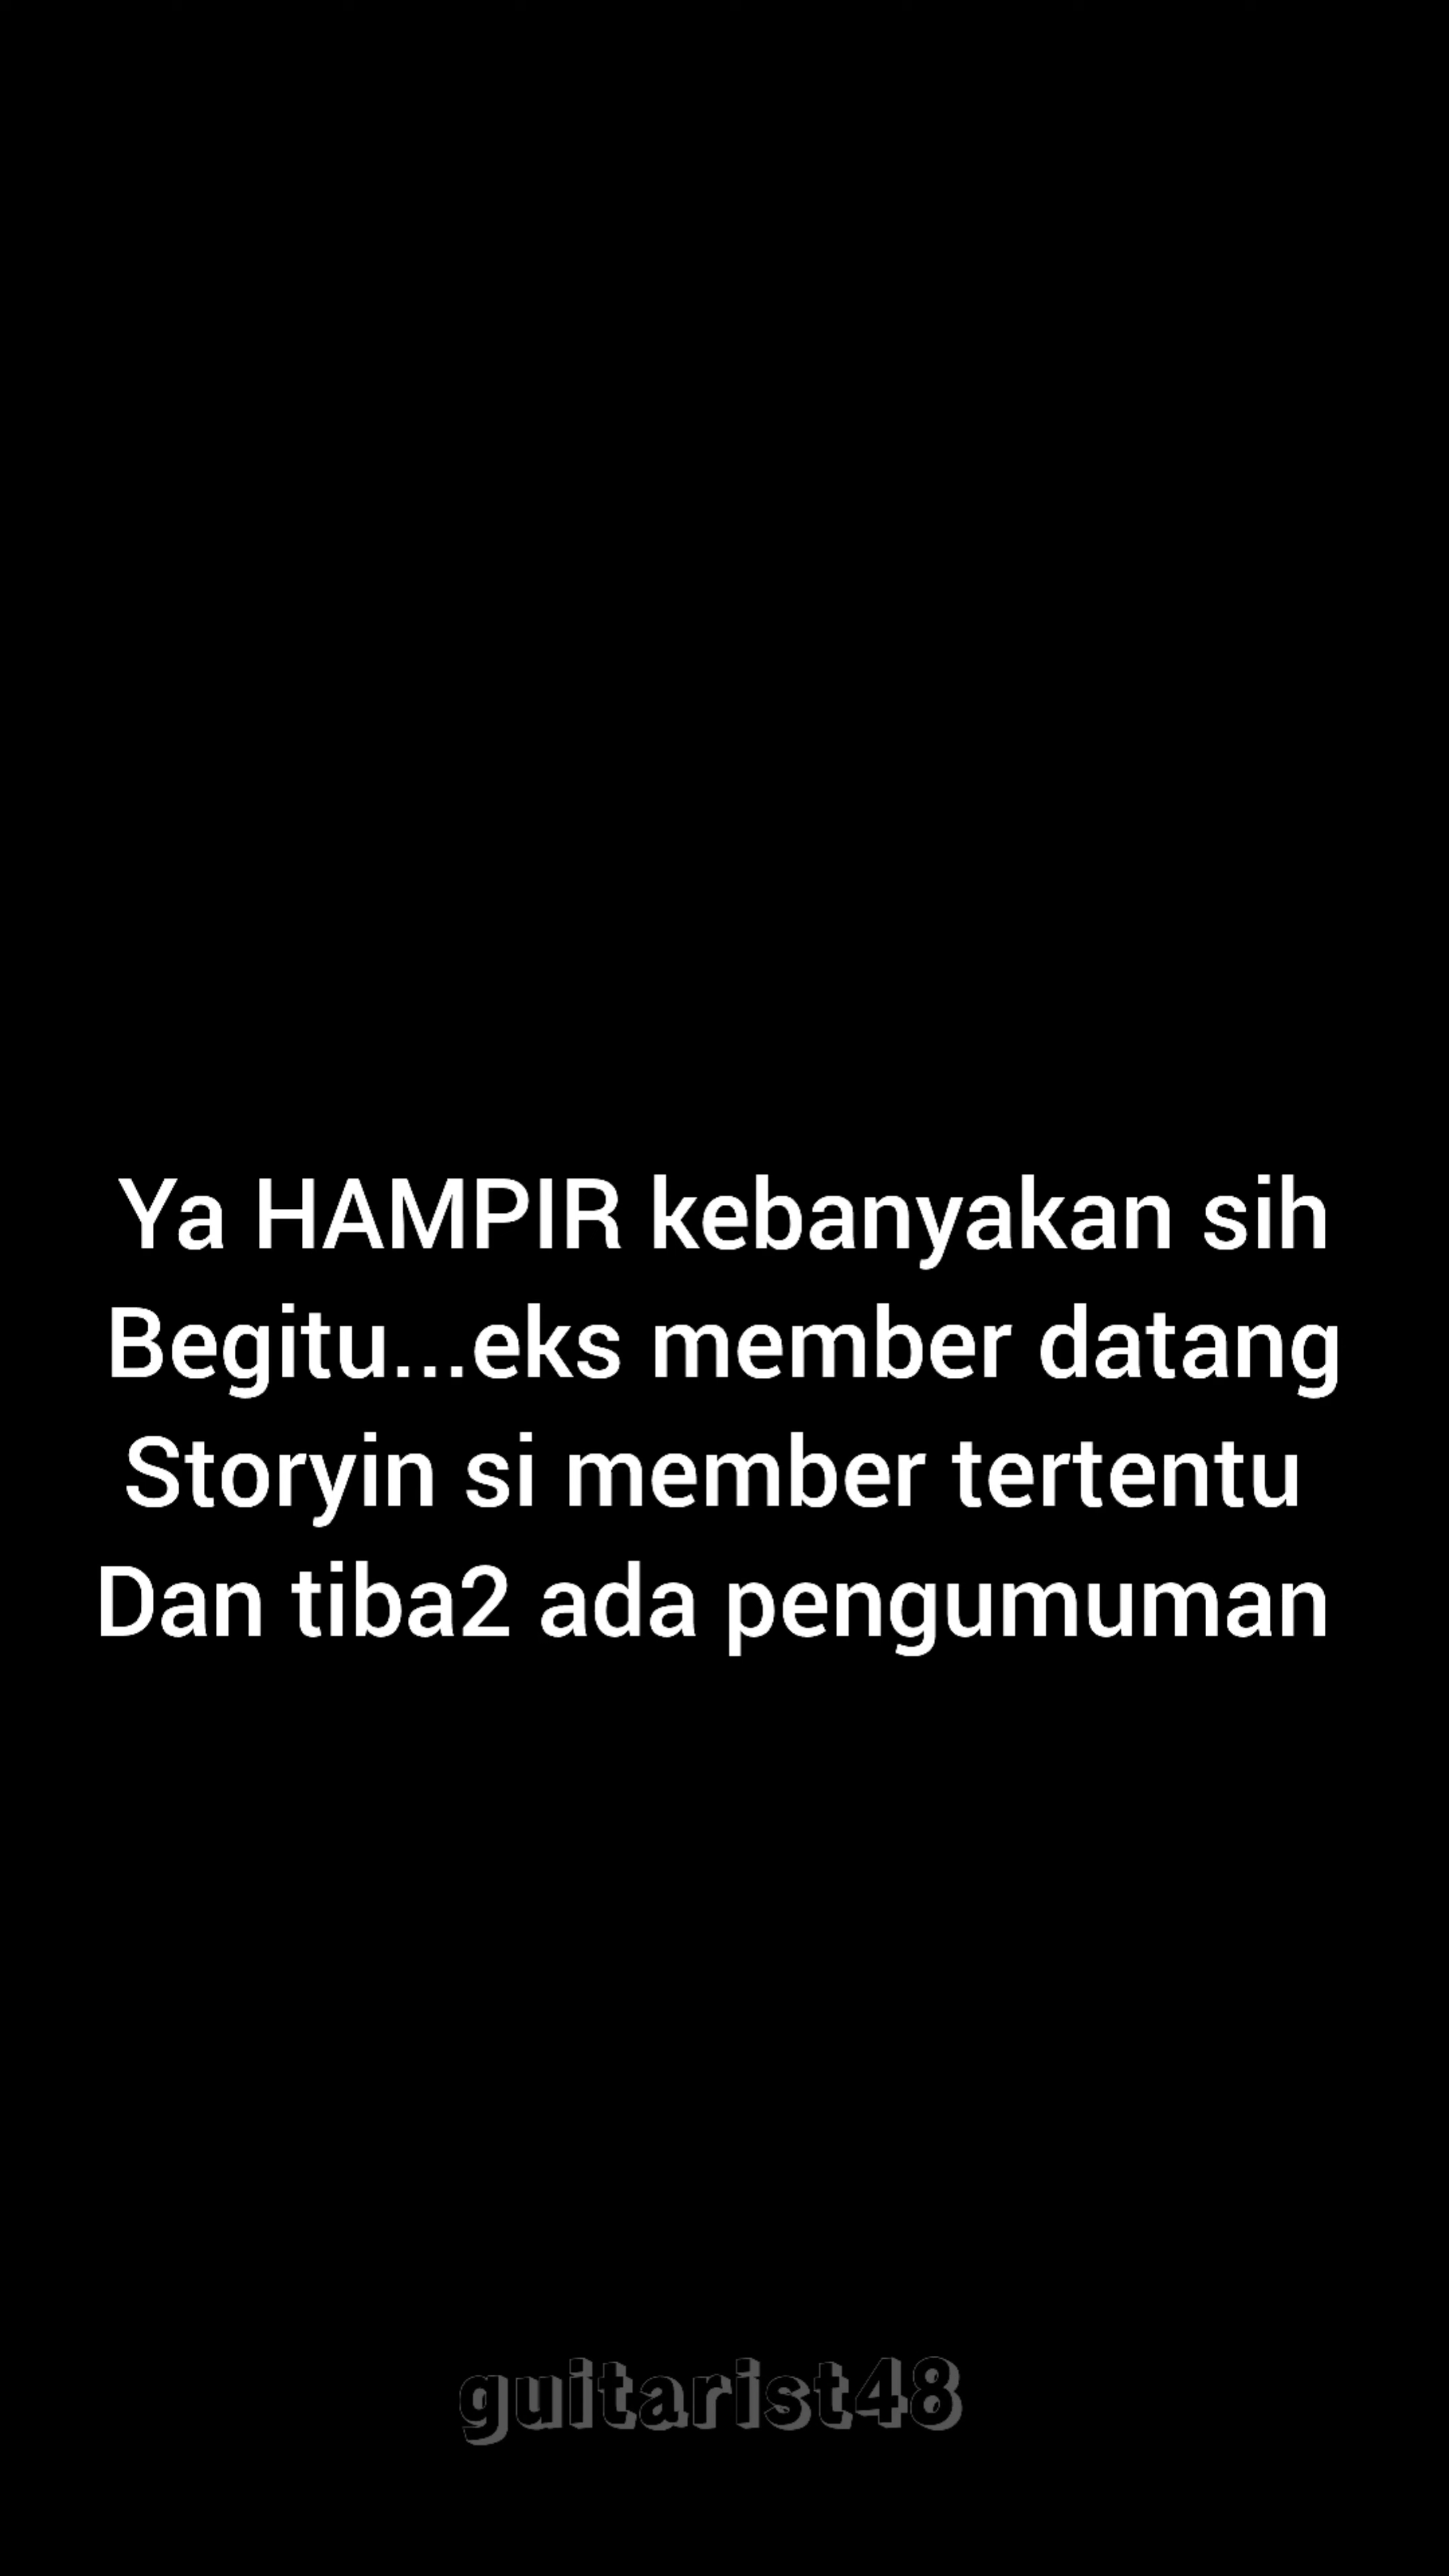 Ya HAMPIR kebanyakan sih
Begitu...eks member datang
Storyin si member tertentu
Dan tiba2 ada pengumuman
guitarist48